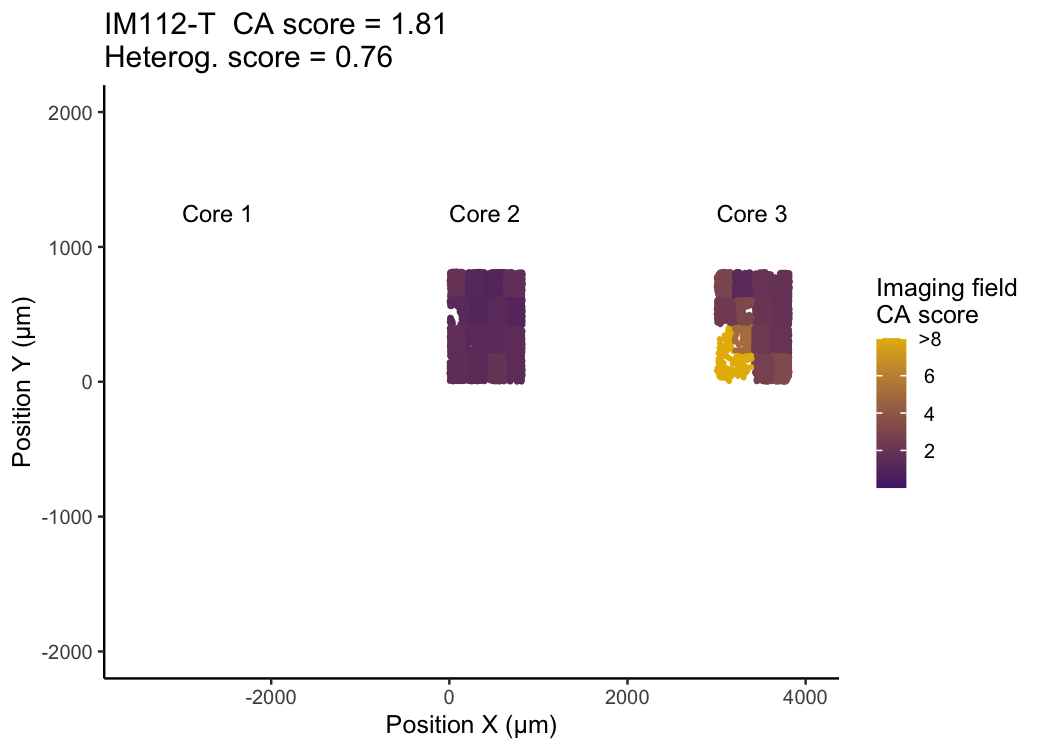 IM112-T  CA score = 1.81
Heterog. score = 0.76
Position Y (μm)
2000
1000
0
-1000
-2000
Core 1
Core 2
Core 3
Imaging field
CA score
>8
6
4
2
-2000
0
2000
4000
Position X (μm)